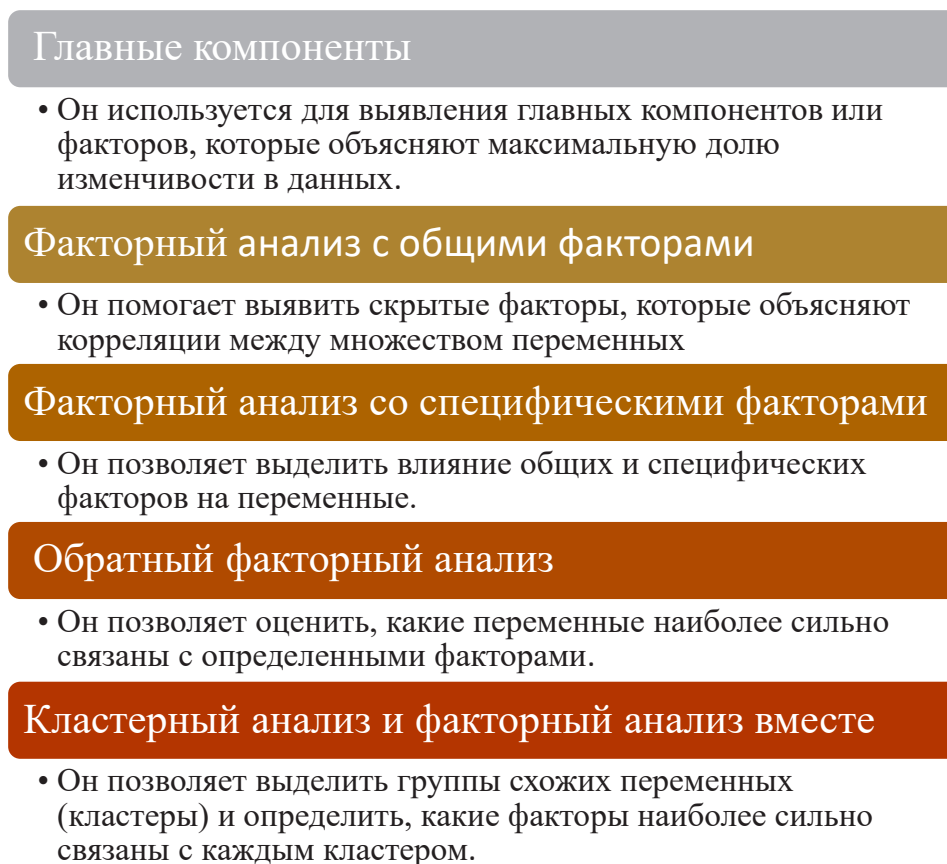 Главные компоненты
• Он используется для выявления главных компонентов или
факторов, которые объясняют максимальную долю
изменчивости в данных.
Факторный анализ с общими факторами
• Он помогает выявить скрытые факторы, которые объясняют
корреляции между множеством переменных
Факторный анализ со специфическими факторами
• Он позволяет выделить влияние общих и специфических
факторов на переменные.
Обратный факторный анализ
• Он позволяет оценить, какие переменные наиболее сильно
связаны с определенными факторами.
Кластерный анализ и факторный анализ вместе
• Он позволяет выделить группы схожих переменных
(кластеры) и определить, какие факторы наиболее сильно
связаны с каждым кластером.